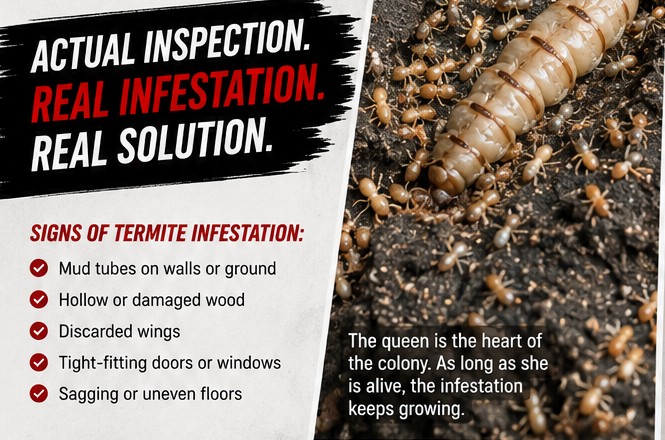 ACTUAL INSPECTION.
REAL INFESTATION.
REAL SOLUTION.
SIGNS OF TERMITE INFESTATION:
Mud tubes on walls or ground
Hollow or damaged wood
Discarded wings
Tight-fitting doors or windows
Sagging or uneven floors
The queen is the heart of
the colony. As long as she
is alive, the infestation
keeps growing.